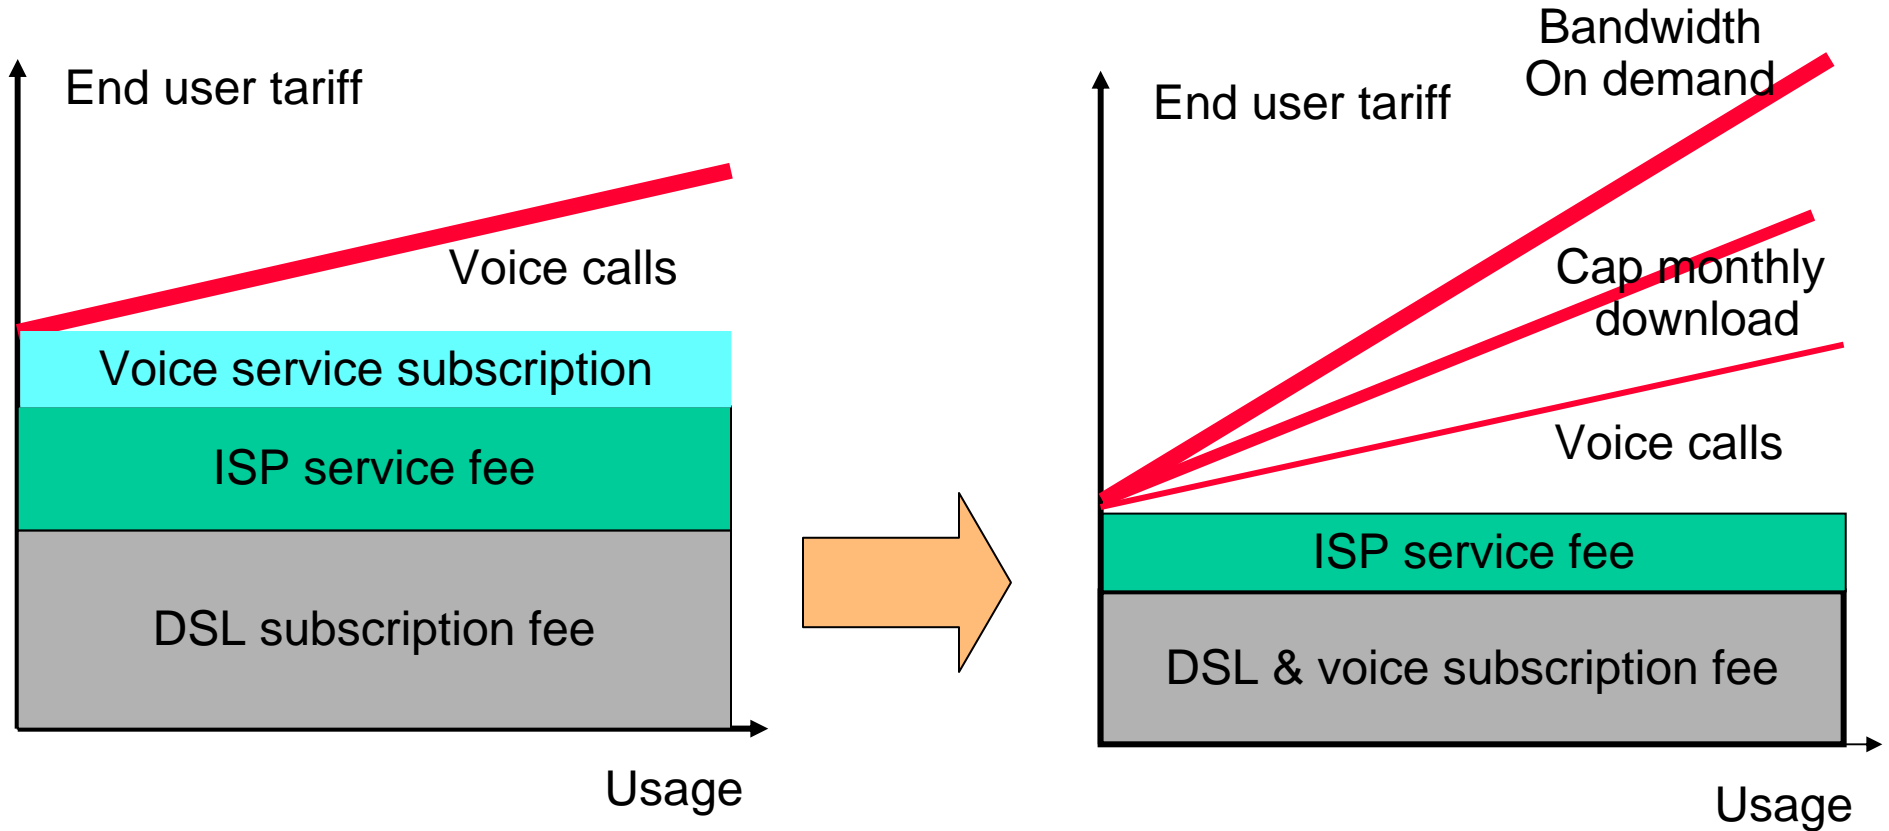 End user tariff
Voice calls
Voice service subscription
ISP service fee
DSL subscription fee
Usage
Bandwidth
On demand
End user tariff
Cap monthly
download
Voice calls
ISP service fee
DSL & voice subscription fee
Usage